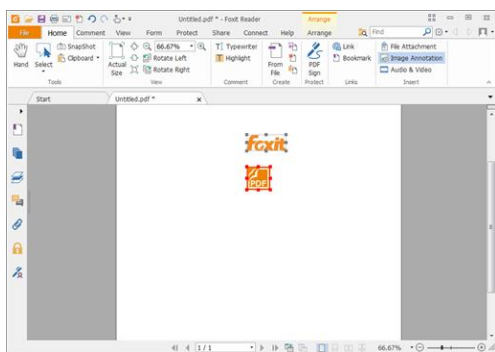 Untitled.pdf * - Foxit Reader
Arrange
File Home Comment View Form Protect Share Connect Help Arrange
Find
SnapShot
Clipboard
Hand Select
Actual Size
66.67%
Rotate Left
Rotate Right
Typewriter
Highlight
From File
PDF Sign
Link
Bookmark
File Attachment
Image Annotation
Audio & Video
Tools View Comment Create Protect Links Insert
Start Untitled.pdf *
foxit
PDF
1 / 1
66.67%